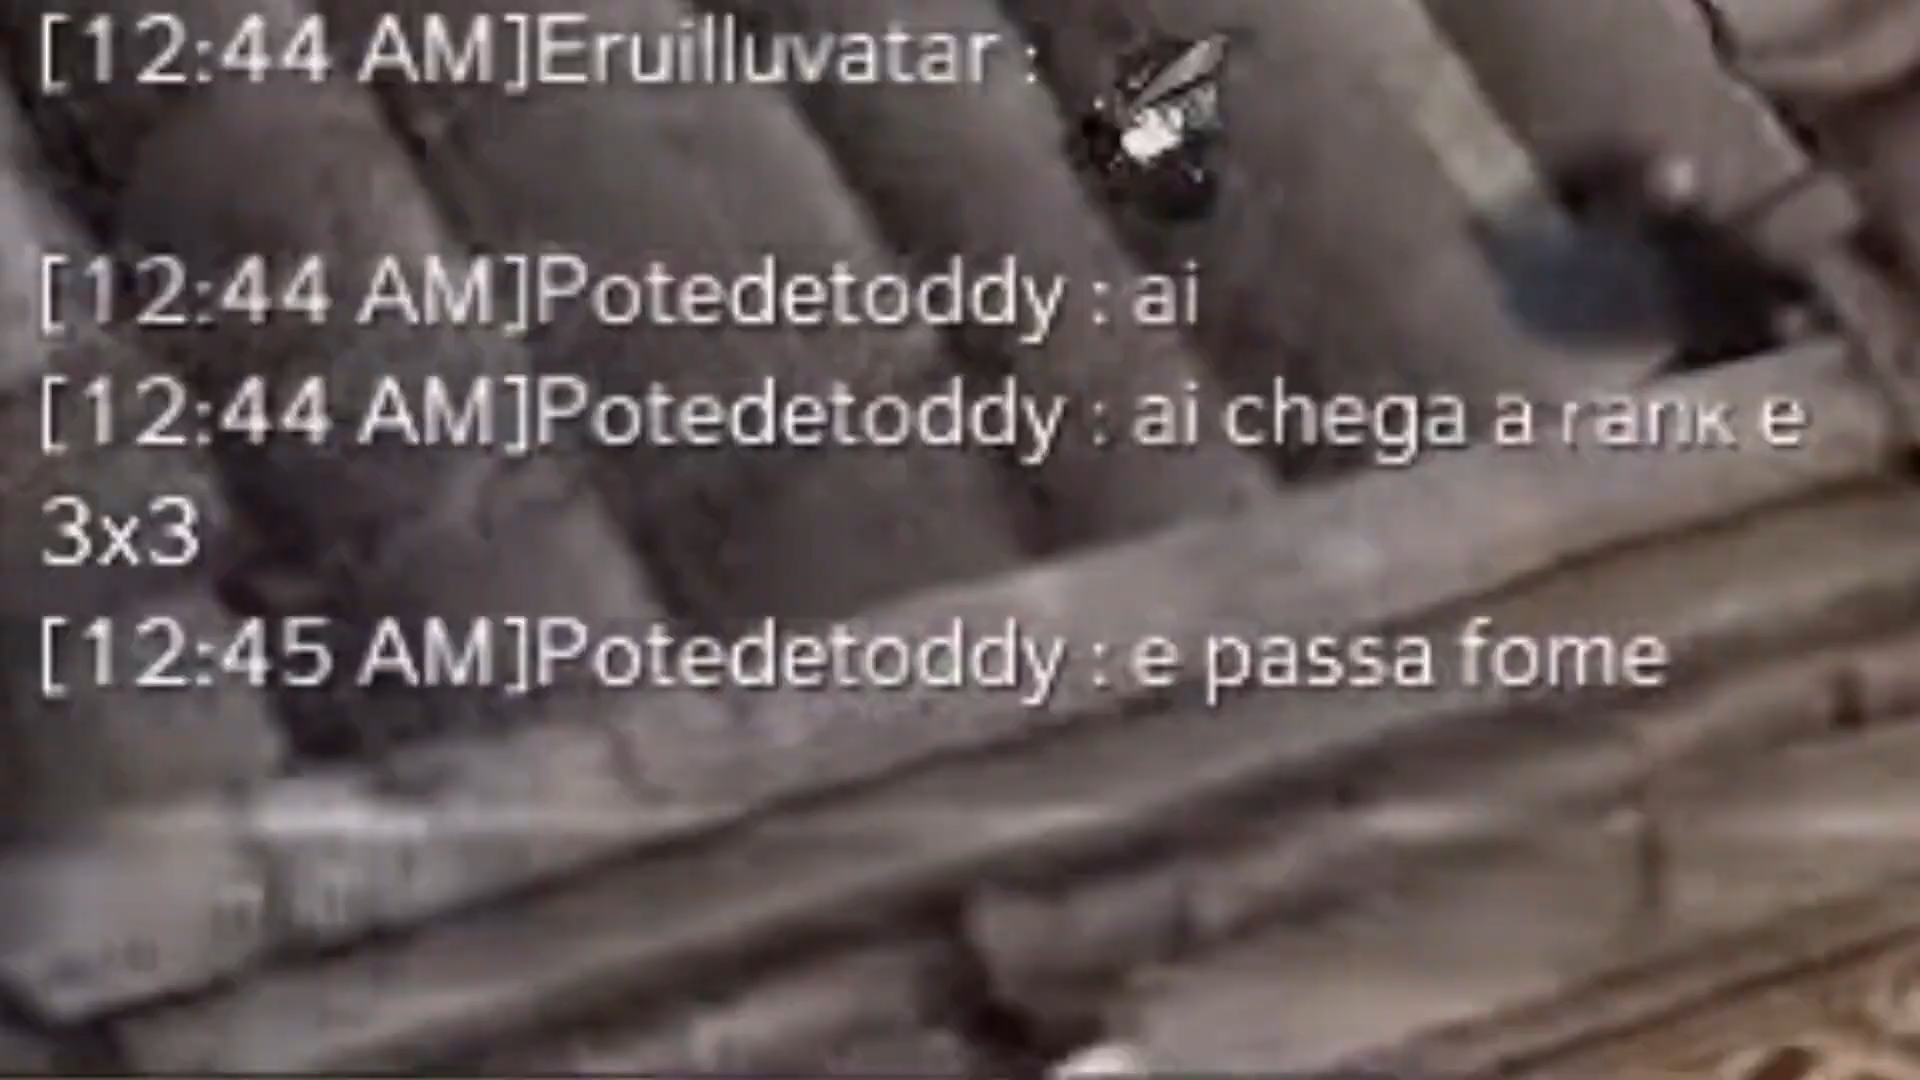 [12:44 AM]Eruilluvatar :
[12:44 AM]Potedetoddy : ai
[12:44 AM]Potedetoddy : ai chega a rank e
3x3
[12:45 AM]Potedetoddy : e passa fome